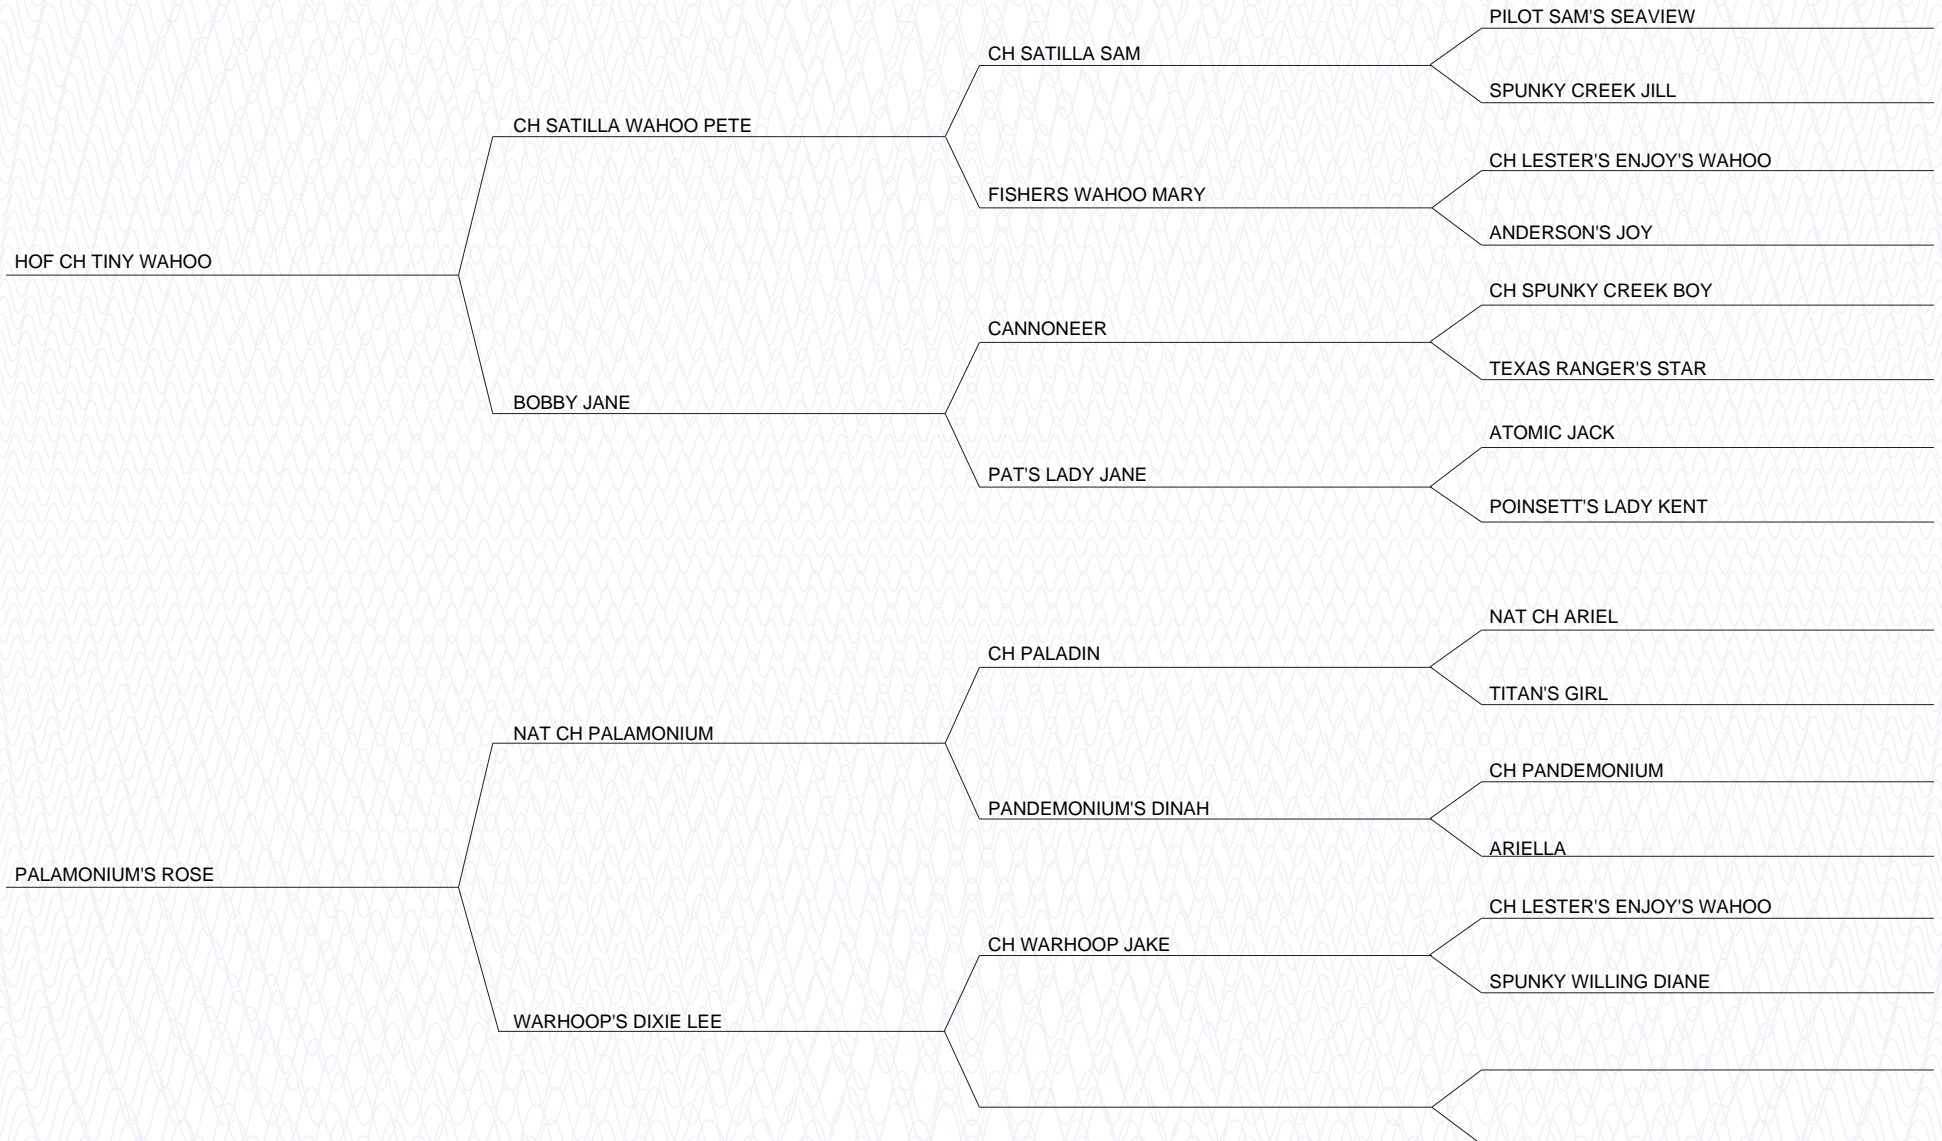 PILOT SAM'S SEAVIEW
CH SATILLA SAM
SPUNKY CREEK JILL
CH SATILLA WAHOO PETE
CH LESTER'S ENJOY'S WAHOO
FISHERS WAHOO MARY
ANDERSON'S JOY
HOF CH TINY WAHOO
CH SPUNKY CREEK BOY
CANNONEER
TEXAS RANGER'S STAR
BOBBY JANE
ATOMIC JACK
PAT'S LADY JANE
POINSETT'S LADY KENT
NAT CH ARIEL
CH PALADIN
TITAN'S GIRL
NAT CH PALAMONIUM
CH PANDEMONIUM
PANDEMONIUM'S DINAH
ARIELLA
PALAMONIUM'S ROSE
CH LESTER'S ENJOY'S WAHOO
CH WARHOOP JAKE
SPUNKY WILLING DIANE
WARHOOP'S DIXIE LEE